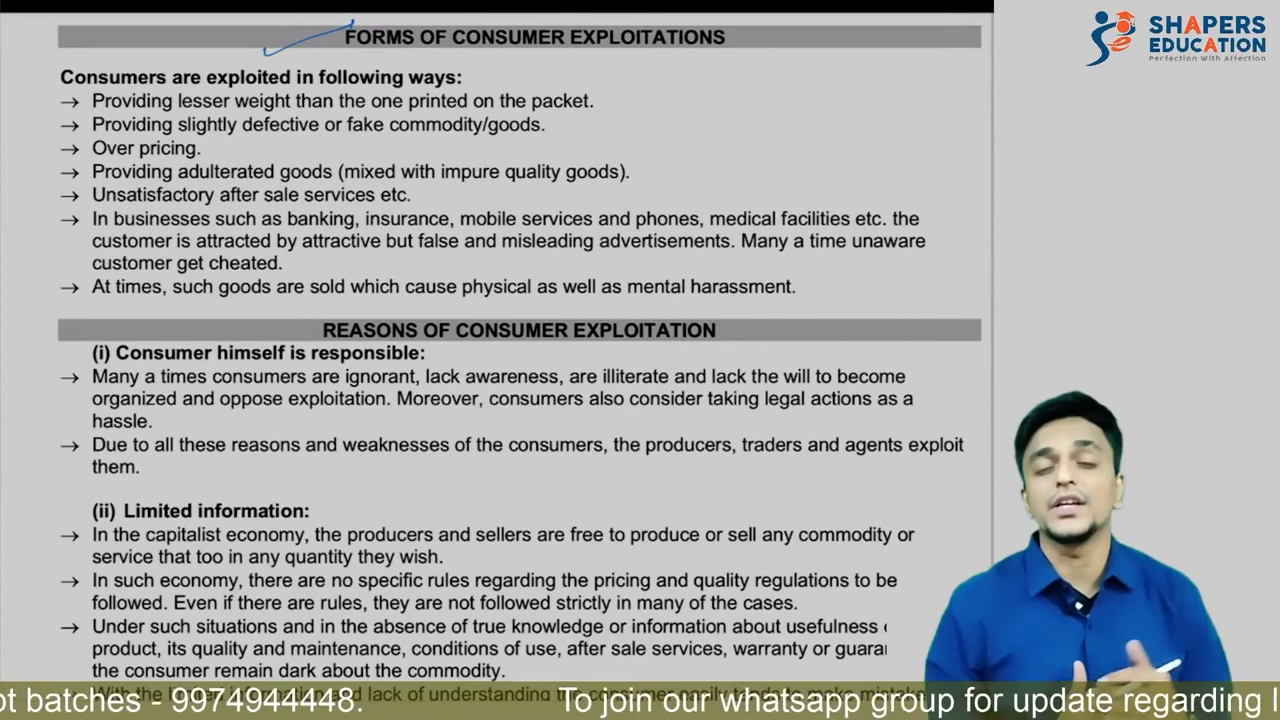 SHAPERS
EDUCATION
Perfection With Affection
FORMS OF CONSUMER EXPLOITATIONS
Consumers are exploited in following ways:
→ Providing lesser weight than the one printed on the packet.
→ Providing slightly defective or fake commodity/goods.
→ Over pricing.
→ Providing adulterated goods (mixed with impure quality goods).
→ Unsatisfactory after sale services etc.
→ In businesses such as banking, insurance, mobile services and phones, medical facilities etc. the
customer is attracted by attractive but false and misleading advertisements. Many a time unaware
customer get cheated.
→ At times, such goods are sold which cause physical as well as mental harassment.
REASONS OF CONSUMER EXPLOITATION
(i) Consumer himself is responsible:
→ Many a times consumers are ignorant, lack awareness, are illiterate and lack the will to become
organized and oppose exploitation. Moreover, consumers also consider taking legal actions as a
hassle.
→ Due to all these reasons and weaknesses of the consumers, the producers, traders and agents exploit
them.
(ii) Limited information:
→ In the capitalist economy, the producers and sellers are free to produce or sell any commodity or
service that too in any quantity they wish.
→ In such economy, there are no specific rules regarding the pricing and quality regulations to be
followed. Even if there are rules, they are not followed strictly in many of the cases.
→ Under such situations and in the absence of true knowledge or information about usefulness
product, its quality and maintenance, conditions of use, after sale services, warranty or guaran
the consumer remain dark about the commodity.
lack of understanding
ot batches - 9974944448. To join our whatsapp group for update regarding